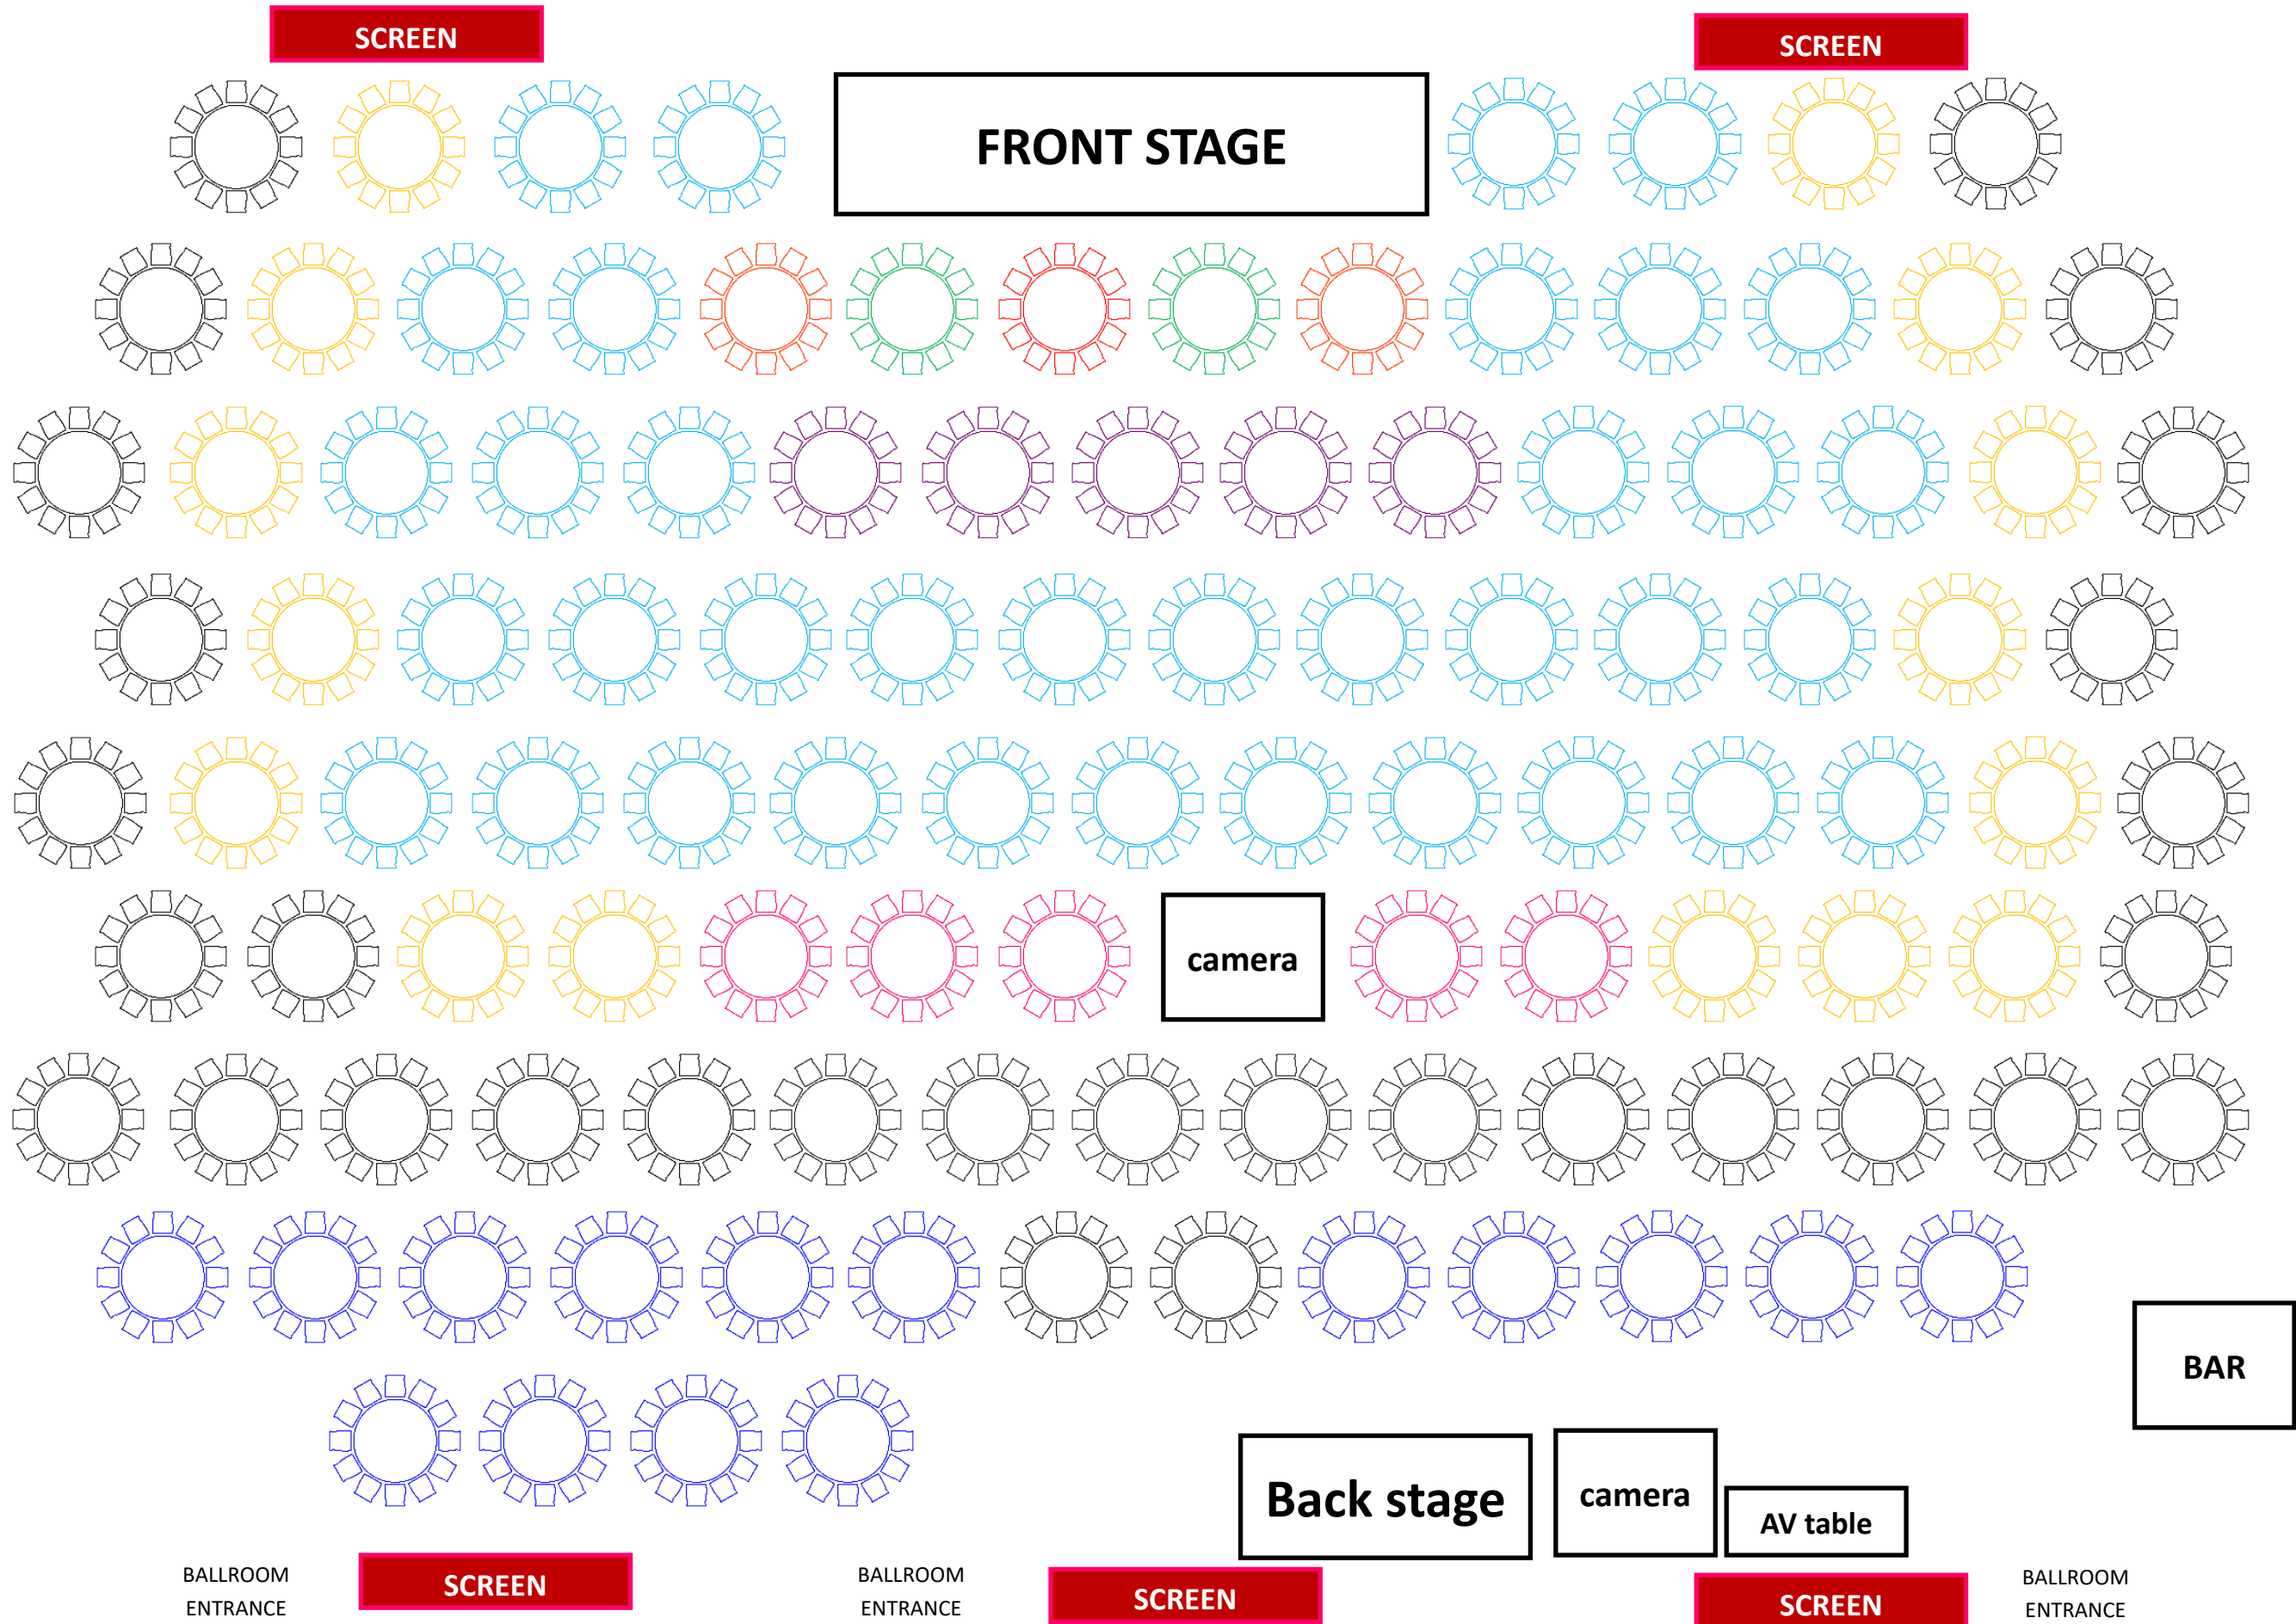 SCREEN
SCREEN
FRONT STAGE
camera
BAR
Back stage
camera
AV table
BALLROOM
ENTRANCE
SCREEN
BALLROOM
ENTRANCE
SCREEN
SCREEN
BALLROOM
ENTRANCE